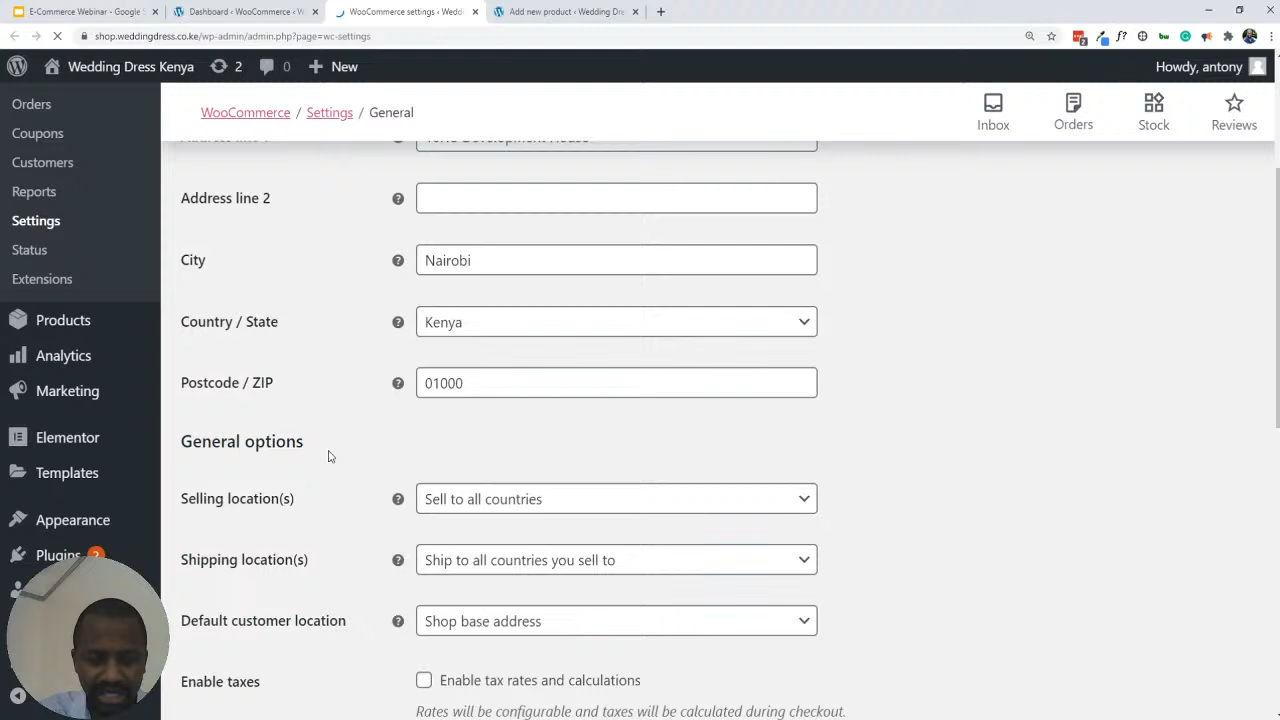 E-Commerce Webinar - Google S
Dashboard ‹ WooCommerce ‹ W
WooCommerce settings ‹ Weddi
Add new product ‹ Wedding Dre
shop.weddingdress.co.ke/wp-admin/admin.php?page=wc-settings
Wedding Dress Kenya
2
0
New
Howdy, antony
Orders
Coupons
Customers
Reports
Settings
Status
Extensions
Products
Analytics
Marketing
Elementor
Templates
Appearance
Plugins 2
WooCommerce / Settings / General
Inbox
Orders
Stock
Reviews
Address line 2
City
Nairobi
Country / State
Kenya
Postcode / ZIP
01000
General options
Selling location(s)
Sell to all countries
Shipping location(s)
Ship to all countries you sell to
Default customer location
Shop base address
Enable taxes
Enable tax rates and calculations
Rates will be configurable and taxes will be calculated during checkout.